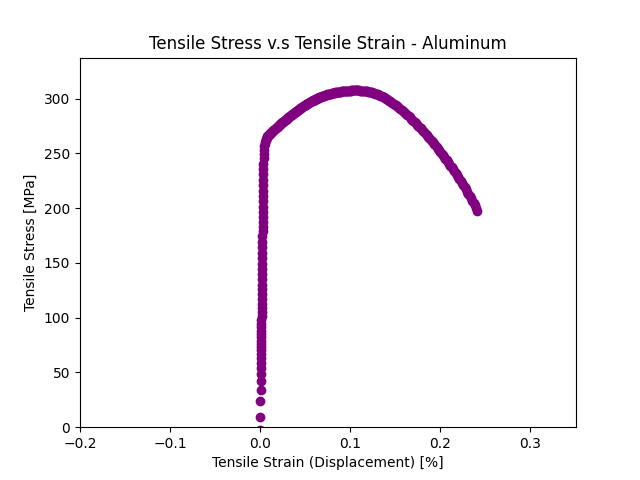 Tensile Stress v.s Tensile Strain - Aluminum
300
250
200
150
100
50
0
Tensile Stress [MPa]
−0.2 −0.1 0.0 0.1 0.2 0.3
Tensile Strain (Displacement) [%]